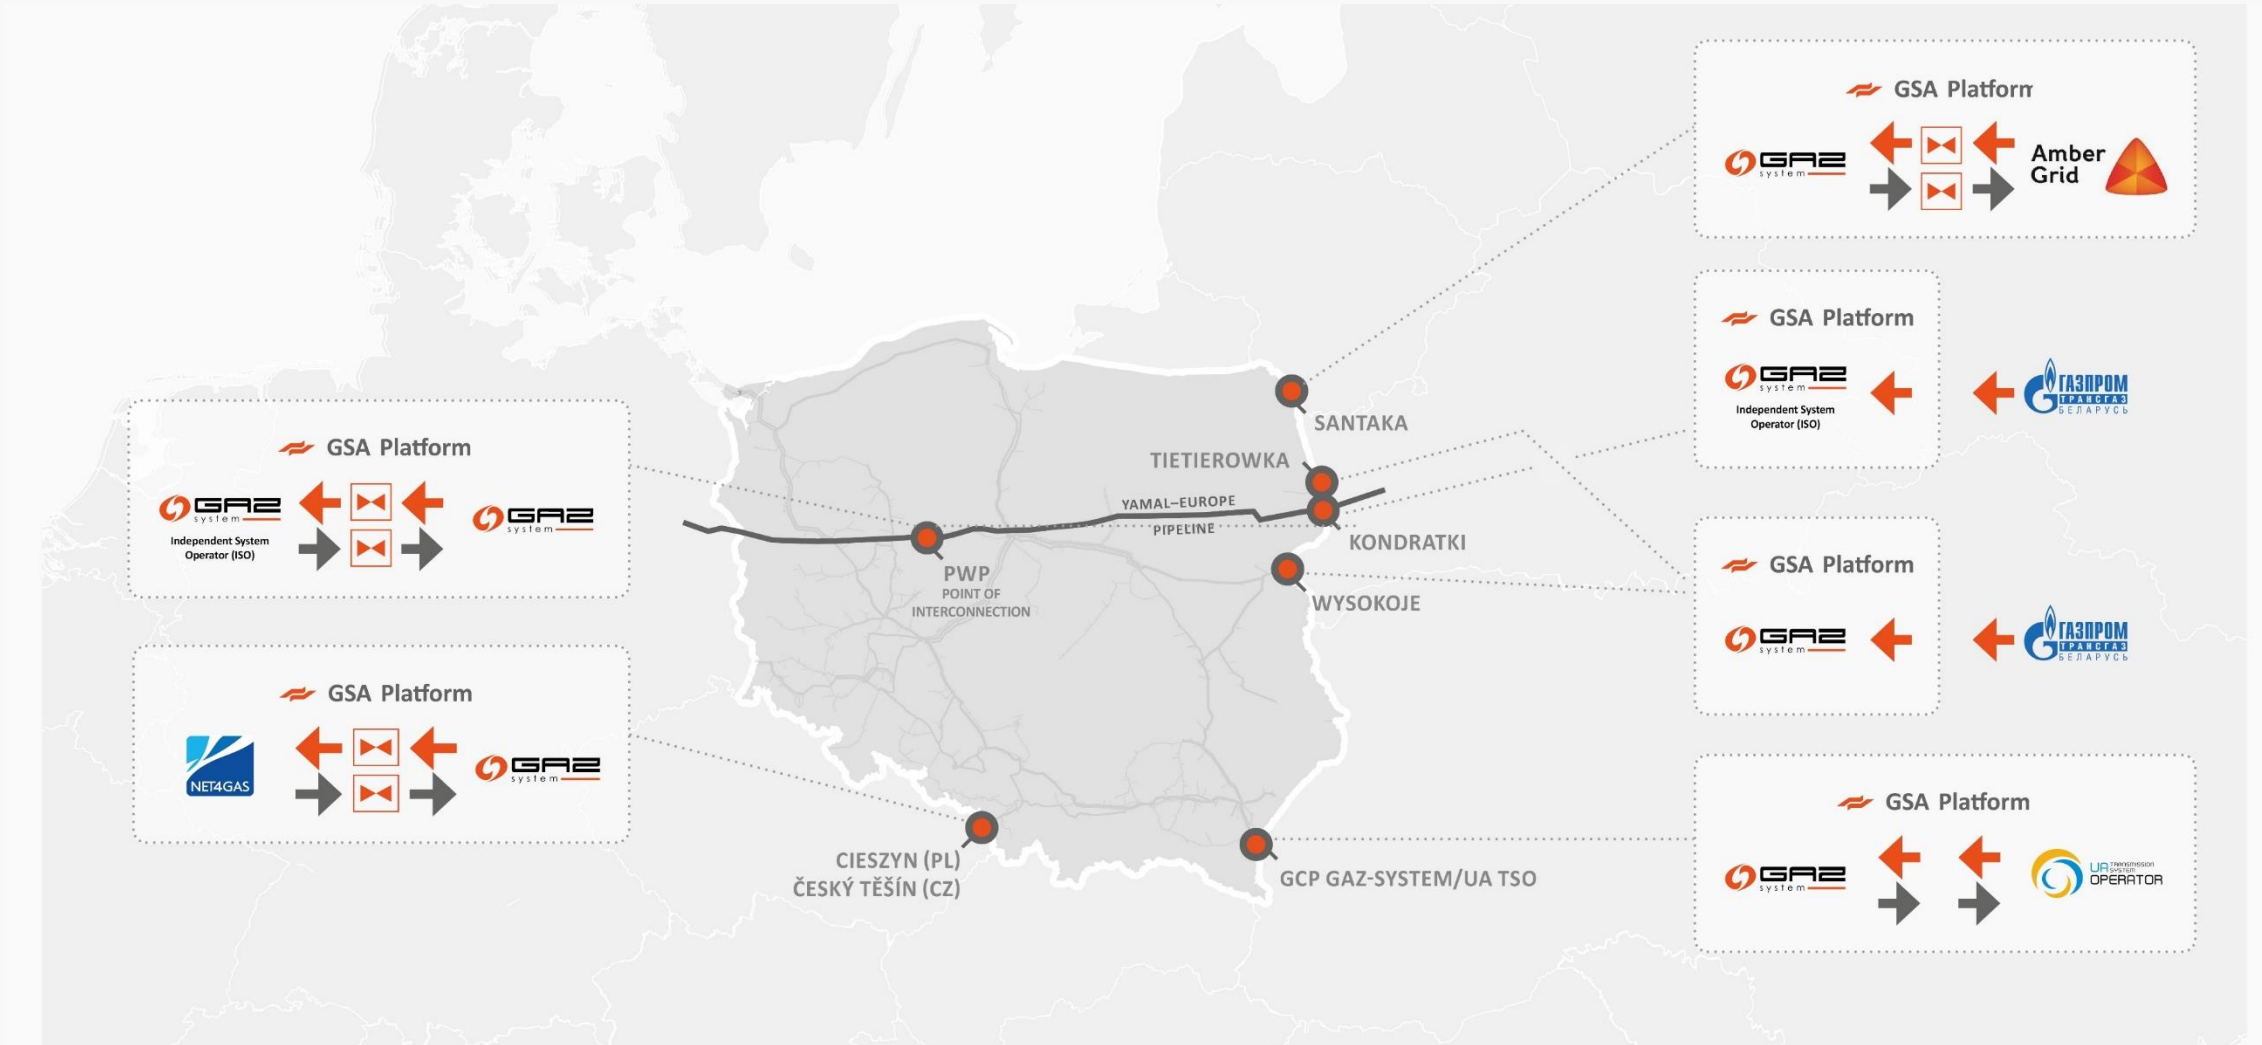 GSA Platform
GAZ
system
Amber
Grid
GSA Platform
GAZ
system
Independent System
Operator (ISO)
ГАЗПРОМ
ТРАНСГАЗ
БЕЛАРУСЬ
GSA Platform
GAZ
system
ГАЗПРОМ
ТРАНСГАЗ
БЕЛАРУСЬ
GSA Platform
GAZ
system
UA TRANSMISSION
SYSTEM
OPERATOR
GSA Platform
GAZ
system
Independent System
Operator (ISO)
GAZ
system
GSA Platform
NET4GAS
GAZ
system
SANTAKA
TIETIEROWKA
YAMAL–EUROPE
PIPELINE
KONDRATKI
PWP
POINT OF
INTERCONNECTION
WYSOKOJE
CIESZYN (PL)
ČESKÝ TĚŠÍN (CZ)
GCP GAZ-SYSTEM/UA TSO